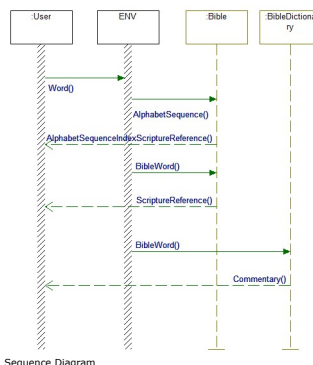 :User
ENV
:Bible
:BibleDictiona
ry
Word()
AlphabetSequence()
AlphabetSequenceIndexScriptureReference()
BibleWord()
ScriptureReference()
BibleWord()
Commentary()
Sequence Diagram